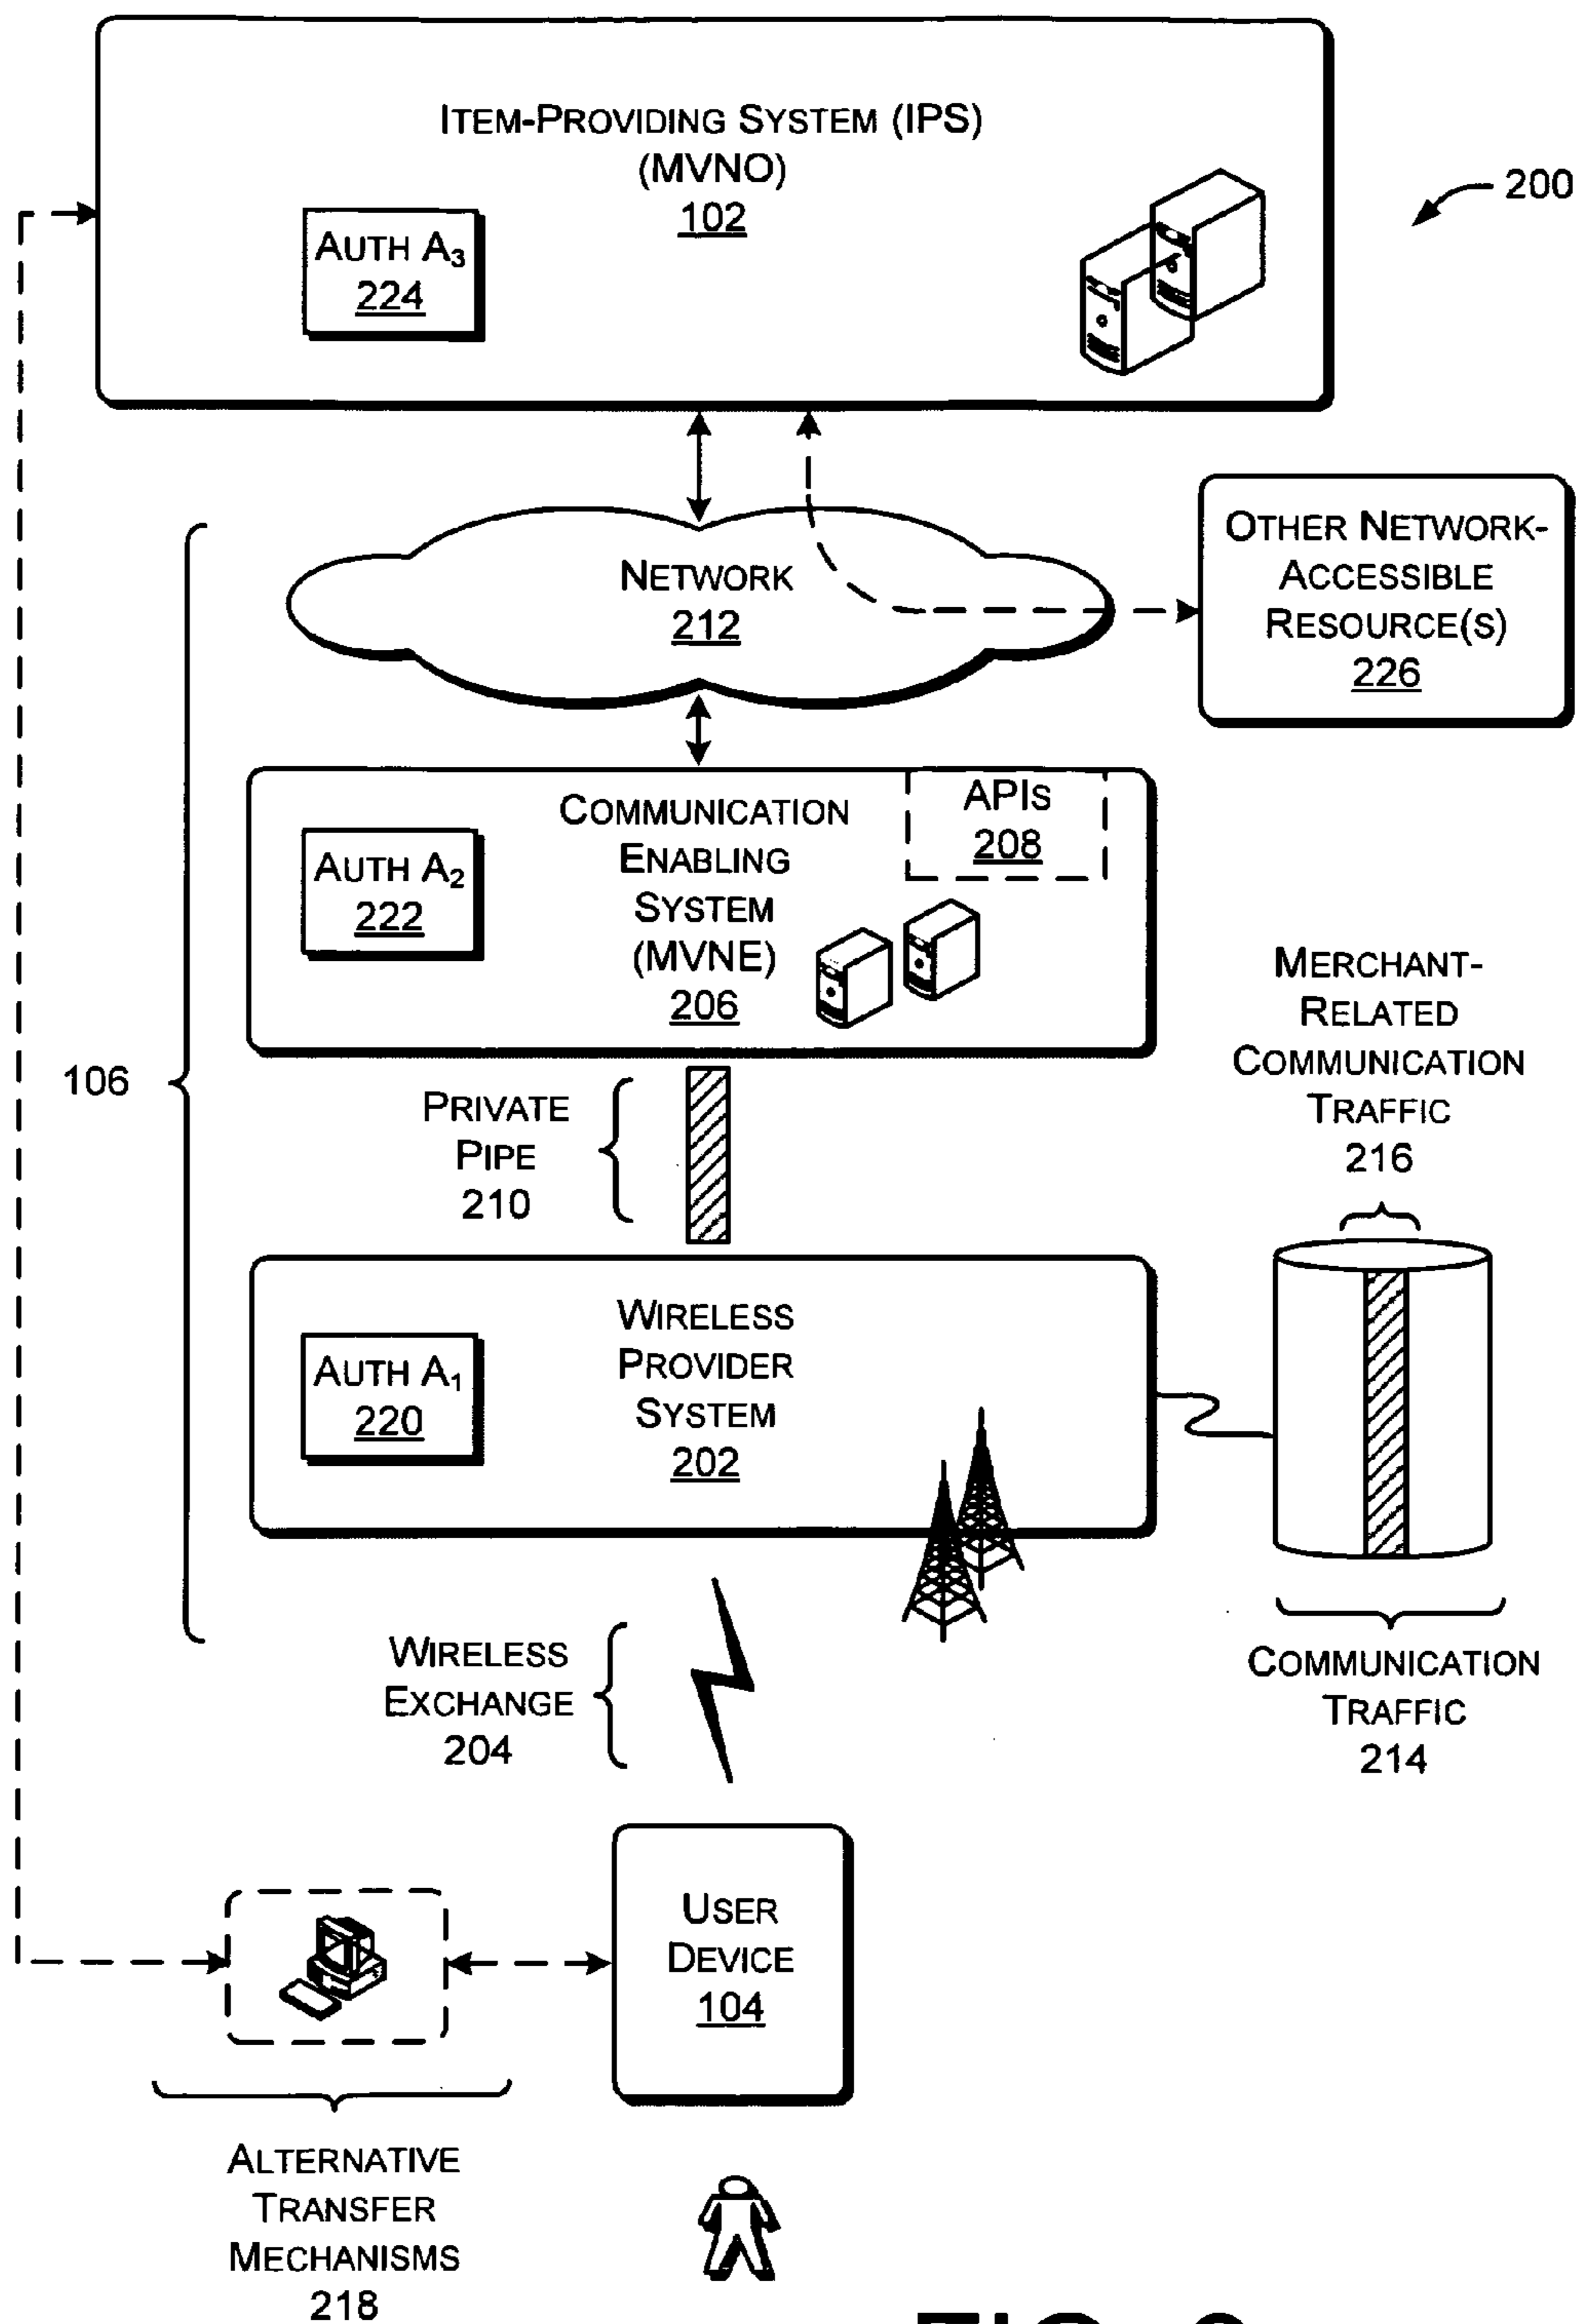 ITEM-PROVIDING SYSTEM (IPS)
(MVNO)
102
AUTH A₃
224
200
OTHER NETWORK-
ACCESSIBLE
RESOURCE(S)
226
NETWORK
212
APIS
208
COMMUNICATION
ENABLING
SYSTEM
(MVNE)
206
AUTH A₂
222
106
PRIVATE
PIPE
210
MERCHANT-
RELATED
COMMUNICATION
TRAFFIC
216
WIRELESS
PROVIDER
SYSTEM
202
AUTH A₁
220
COMMUNICATION
TRAFFIC
214
WIRELESS
EXCHANGE
204
USER
DEVICE
104
ALTERNATIVE
TRANSFER
MECHANISMS
218